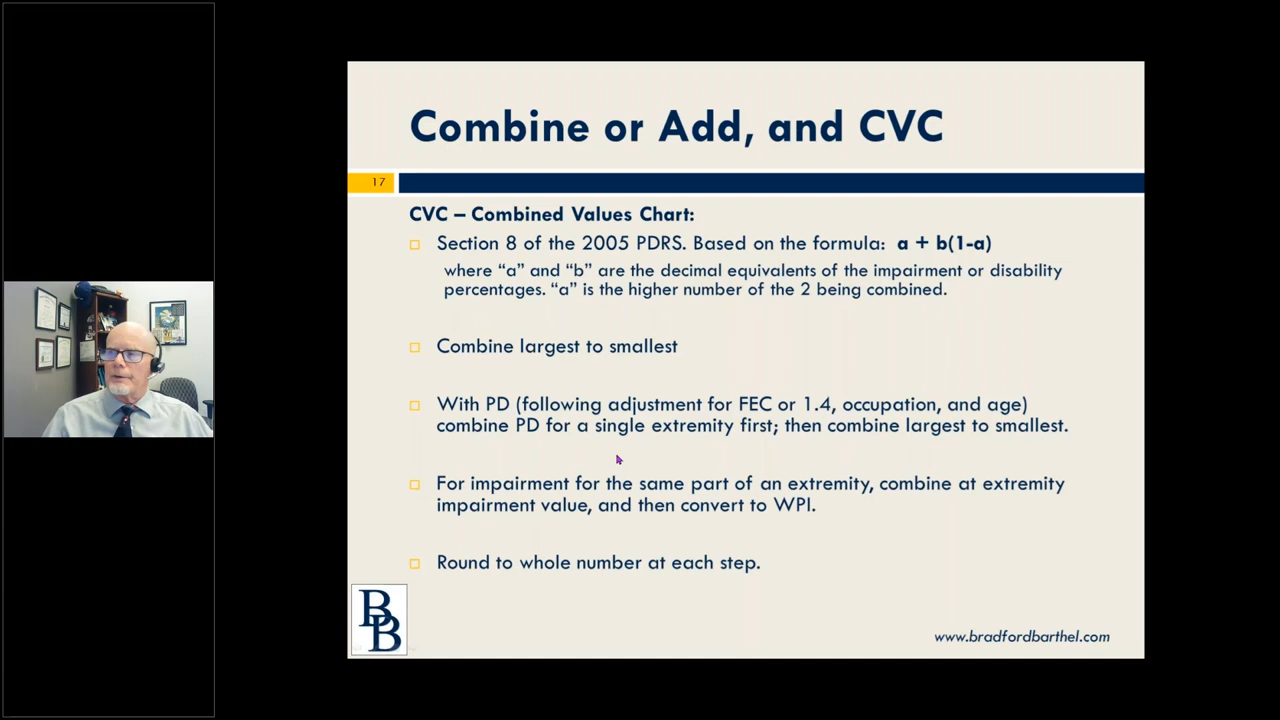 Combine or Add, and CVC
17
CVC – Combined Values Chart:
Section 8 of the 2005 PDRS. Based on the formula: a + b(1-a)
where “a” and “b” are the decimal equivalents of the impairment or disability
percentages. “a” is the higher number of the 2 being combined.
Combine largest to smallest
With PD (following adjustment for FEC or 1.4, occupation, and age)
combine PD for a single extremity first; then combine largest to smallest.
For impairment for the same part of an extremity, combine at extremity
impairment value, and then convert to WPI.
Round to whole number at each step.
BB
www.bradfordbarthel.com